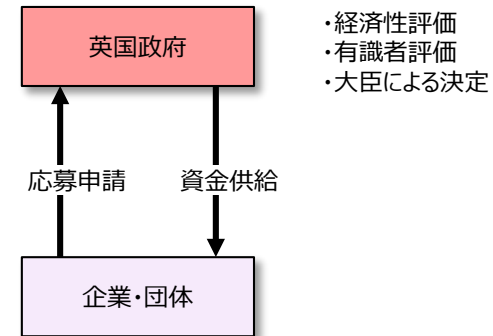 英国政府
・経済性評価
・有識者評価
・大臣による決定
応募申請
資金供給
企業・団体